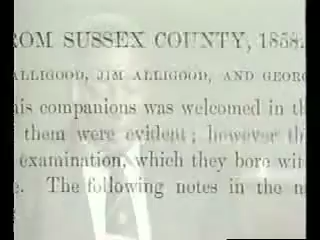 ROM SUSSEX COUNTY, 1858.
ALLIGOOD, JIM ALLIGOOD, AND GEORG
his companions was welcomed in th
them were evident; however th
examination, which they bore wit
e. The following notes in the n